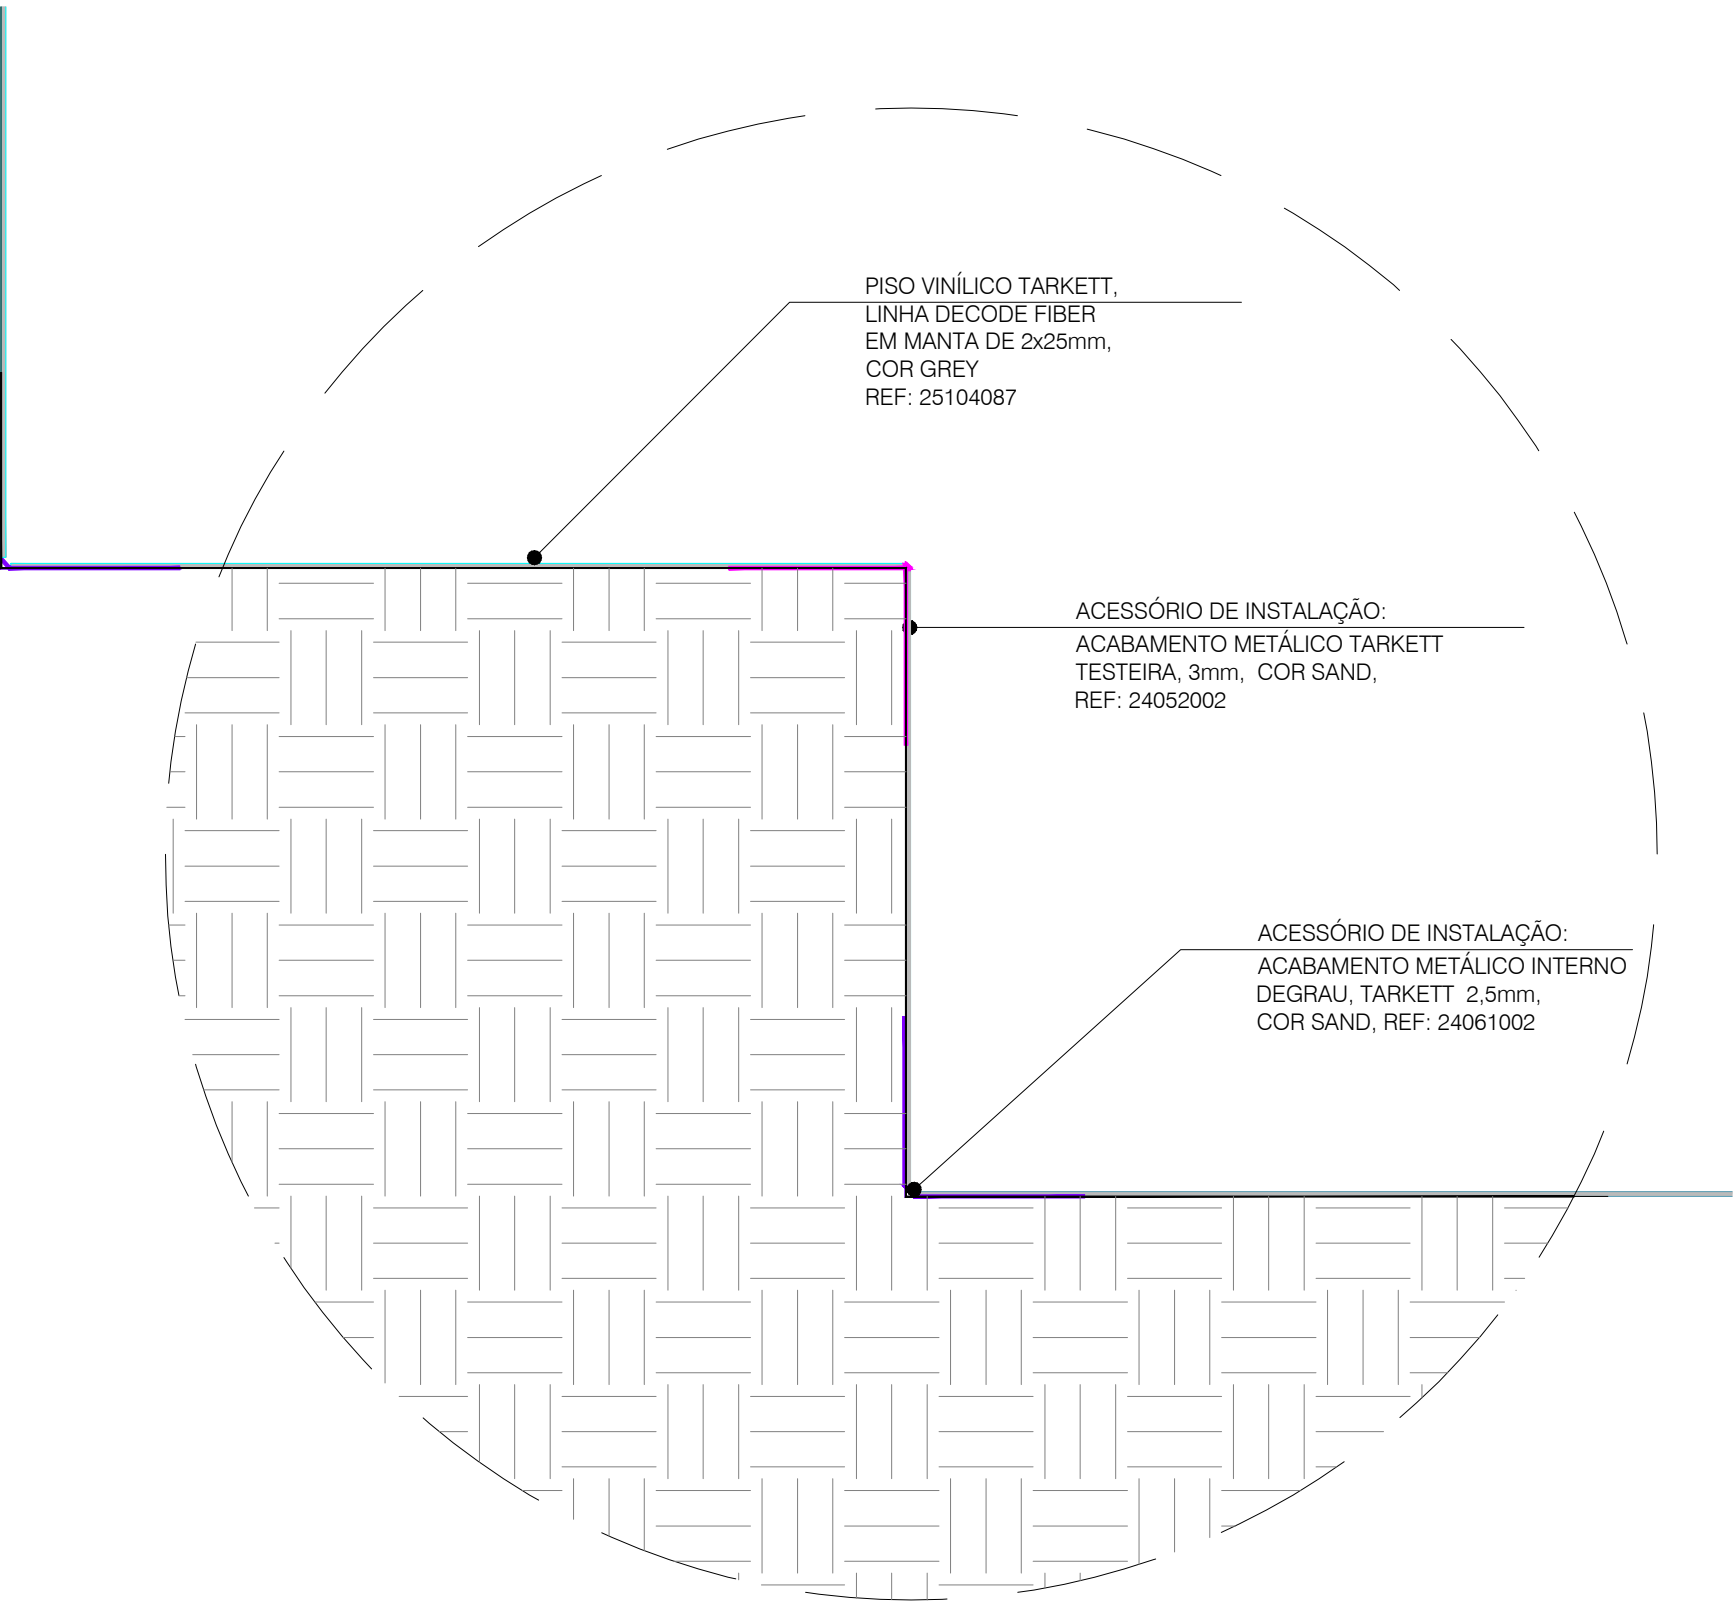 PISO VINÍLICO TARKETT,
LINHA DECODE FIBER
EM MANTA DE 2x25mm,
COR GREY
REF: 25104087
ACESSÓRIO DE INSTALAÇÃO:
ACABAMENTO METÁLICO TARKETT
TESTEIRA, 3mm, COR SAND,
REF: 24052002
ACESSÓRIO DE INSTALAÇÃO:
ACABAMENTO METÁLICO INTERNO
DEGRAU, TARKETT 2,5mm,
COR SAND, REF: 24061002